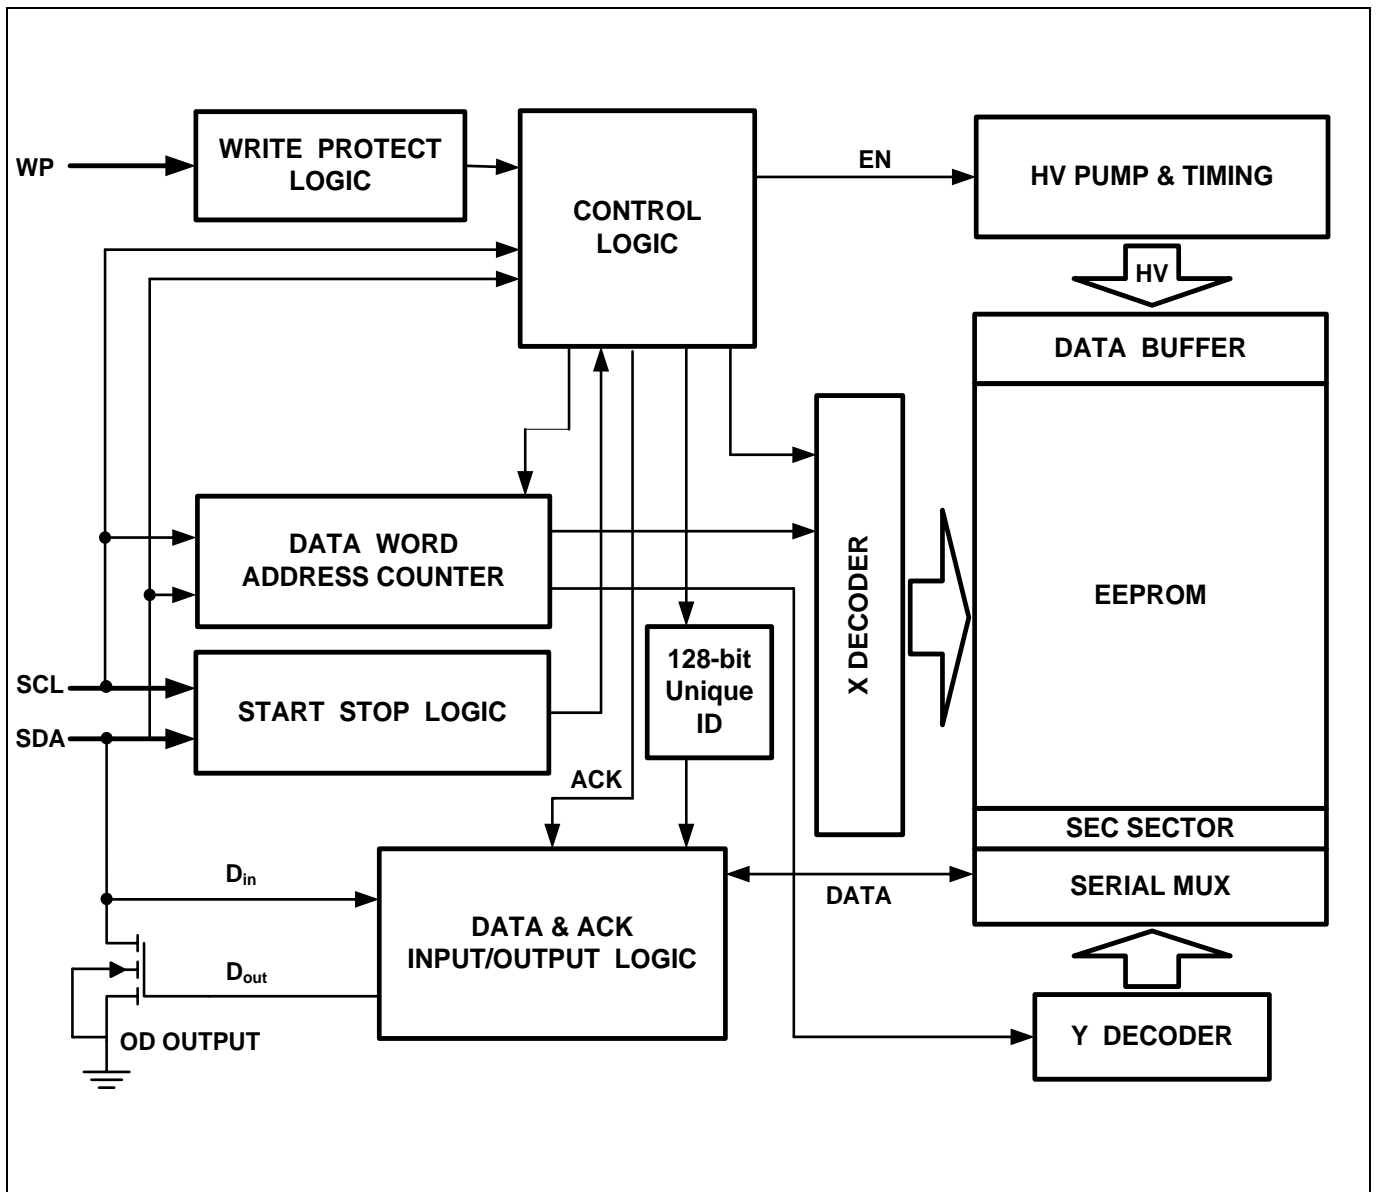 WP
WRITE PROTECT
LOGIC
CONTROL
LOGIC
EN
HV PUMP & TIMING
HV
DATA BUFFER
EEPROM
SEC SECTOR
SERIAL MUX
X DECODER
DATA WORD
ADDRESS COUNTER
SCL
SDA
START STOP LOGIC
128-bit
Unique
ID
ACK
Din
DATA & ACK
INPUT/OUTPUT LOGIC
Dout
OD OUTPUT
DATA
Y DECODER